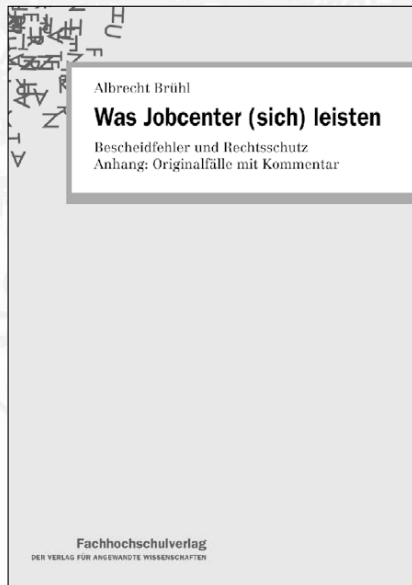 Albrecht Brühl
Was Jobcenter (sich) leisten
Bescheidfehler und Rechtsschutz
Anhang: Originalfälle mit Kommentar
Fachhochschulverlag
DER VERLAG FÜR ANGEWANDTE WISSENSCHAFTEN